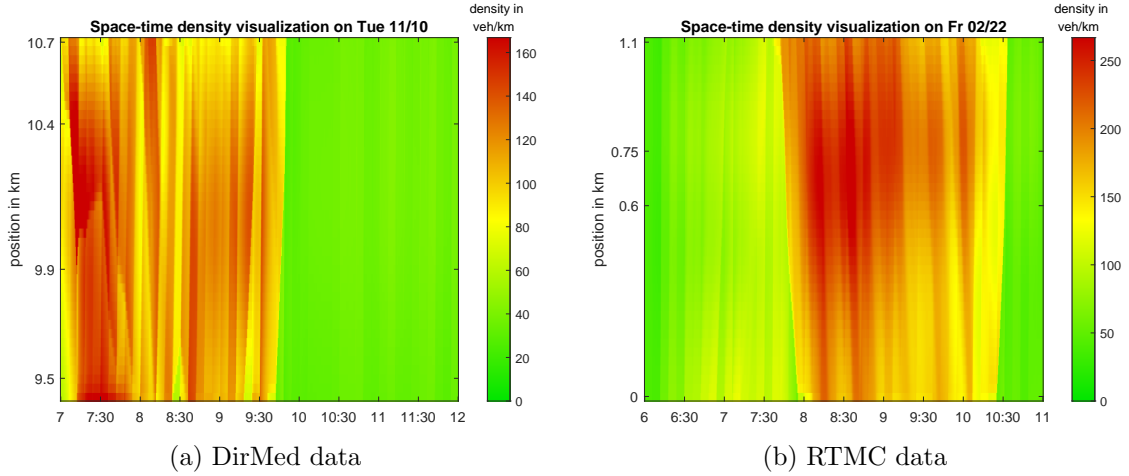 density in
veh/km
Space-time density visualization on Tue 11/10
10.7
10.4
9.9
9.5
position in km
7 7:30 8 8:30 9 9:30 10 10:30 11 11:30 12
160
140
120
100
80
60
40
20
0
(a) DirMed data
density in
veh/km
Space-time density visualization on Fr 02/22
1.1
0.75
0.6
0
position in km
6 6:30 7 7:30 8 8:30 9 9:30 10 10:30 11
250
200
150
100
50
0
(b) RTMC data